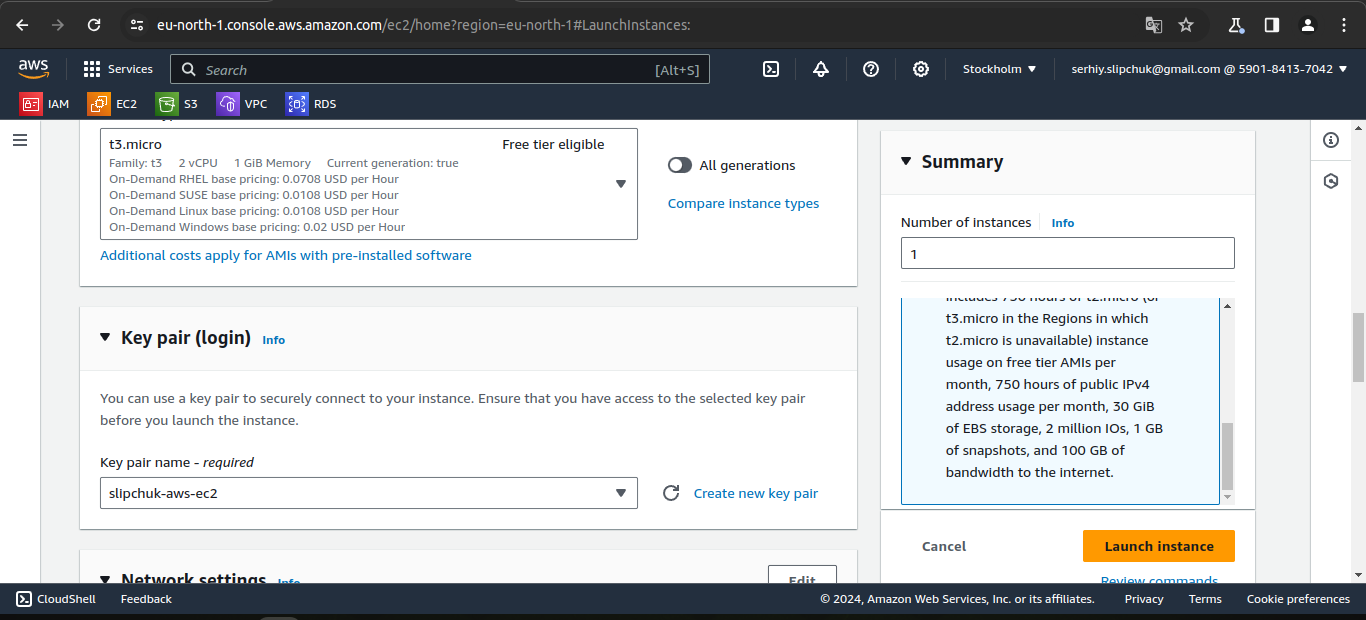 eu-north-1.console.aws.amazon.com/ec2/home?region=eu-north-1#LaunchInstances:
aws
Services
Search
[Alt+S]
Stockholm
serhiy.slipchuk@gmail.com @ 5901-8413-7042
IAM
EC2
S3
VPC
RDS
t3.micro
Free tier eligible
Family: t3 2 vCPU 1 GiB Memory Current generation: true
On-Demand RHEL base pricing: 0.0708 USD per Hour
On-Demand SUSE base pricing: 0.0108 USD per Hour
On-Demand Linux base pricing: 0.0108 USD per Hour
On-Demand Windows base pricing: 0.02 USD per Hour
All generations
Compare instance types
Additional costs apply for AMIs with pre-installed software
Key pair (login) Info
You can use a key pair to securely connect to your instance. Ensure that you have access to the selected key pair
before you launch the instance.
Key pair name - required
slipchuk-aws-ec2
Create new key pair
Network settings Info
Edit
Summary
Number of instances Info
1
includes 750 hours of t2.micro (or
t3.micro in the Regions in which
t2.micro is unavailable) instance
usage on free tier AMIs per
month, 750 hours of public IPv4
address usage per month, 30 GiB
of EBS storage, 2 million IOs, 1 GB
of snapshots, and 100 GB of
bandwidth to the internet.
Cancel
Launch instance
Review commands
CloudShell
Feedback
© 2024, Amazon Web Services, Inc. or its affiliates.
Privacy
Terms
Cookie preferences